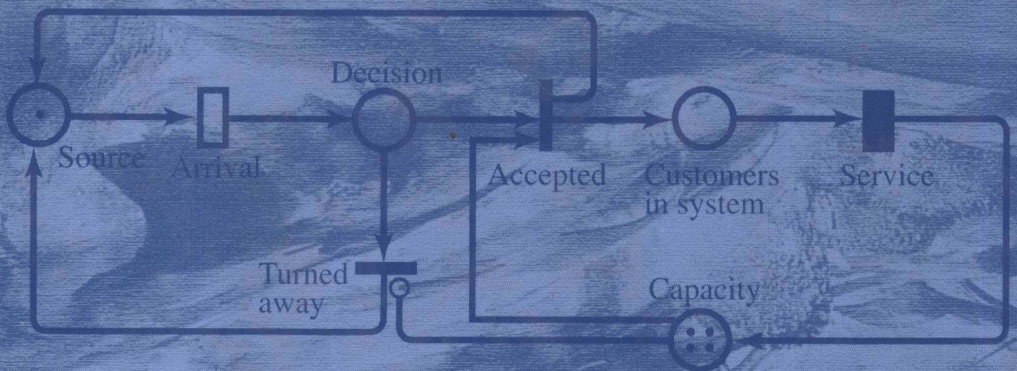 Decision
Source
Arrival
Accepted
Customers
in system
Service
Turned
away
Capacity